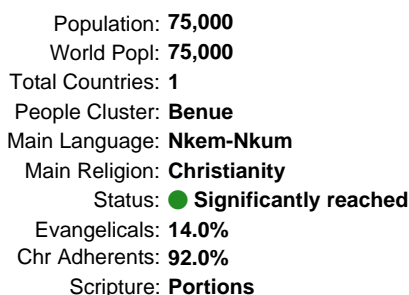 Population: 75,000
World Popl: 75,000
Total Countries: 1
People Cluster: Benue
Main Language: Nkem-Nkum
Main Religion: Christianity
Status: Significantly reached
Evangelicals: 14.0%
Chr Adherents: 92.0%
Scripture: Portions